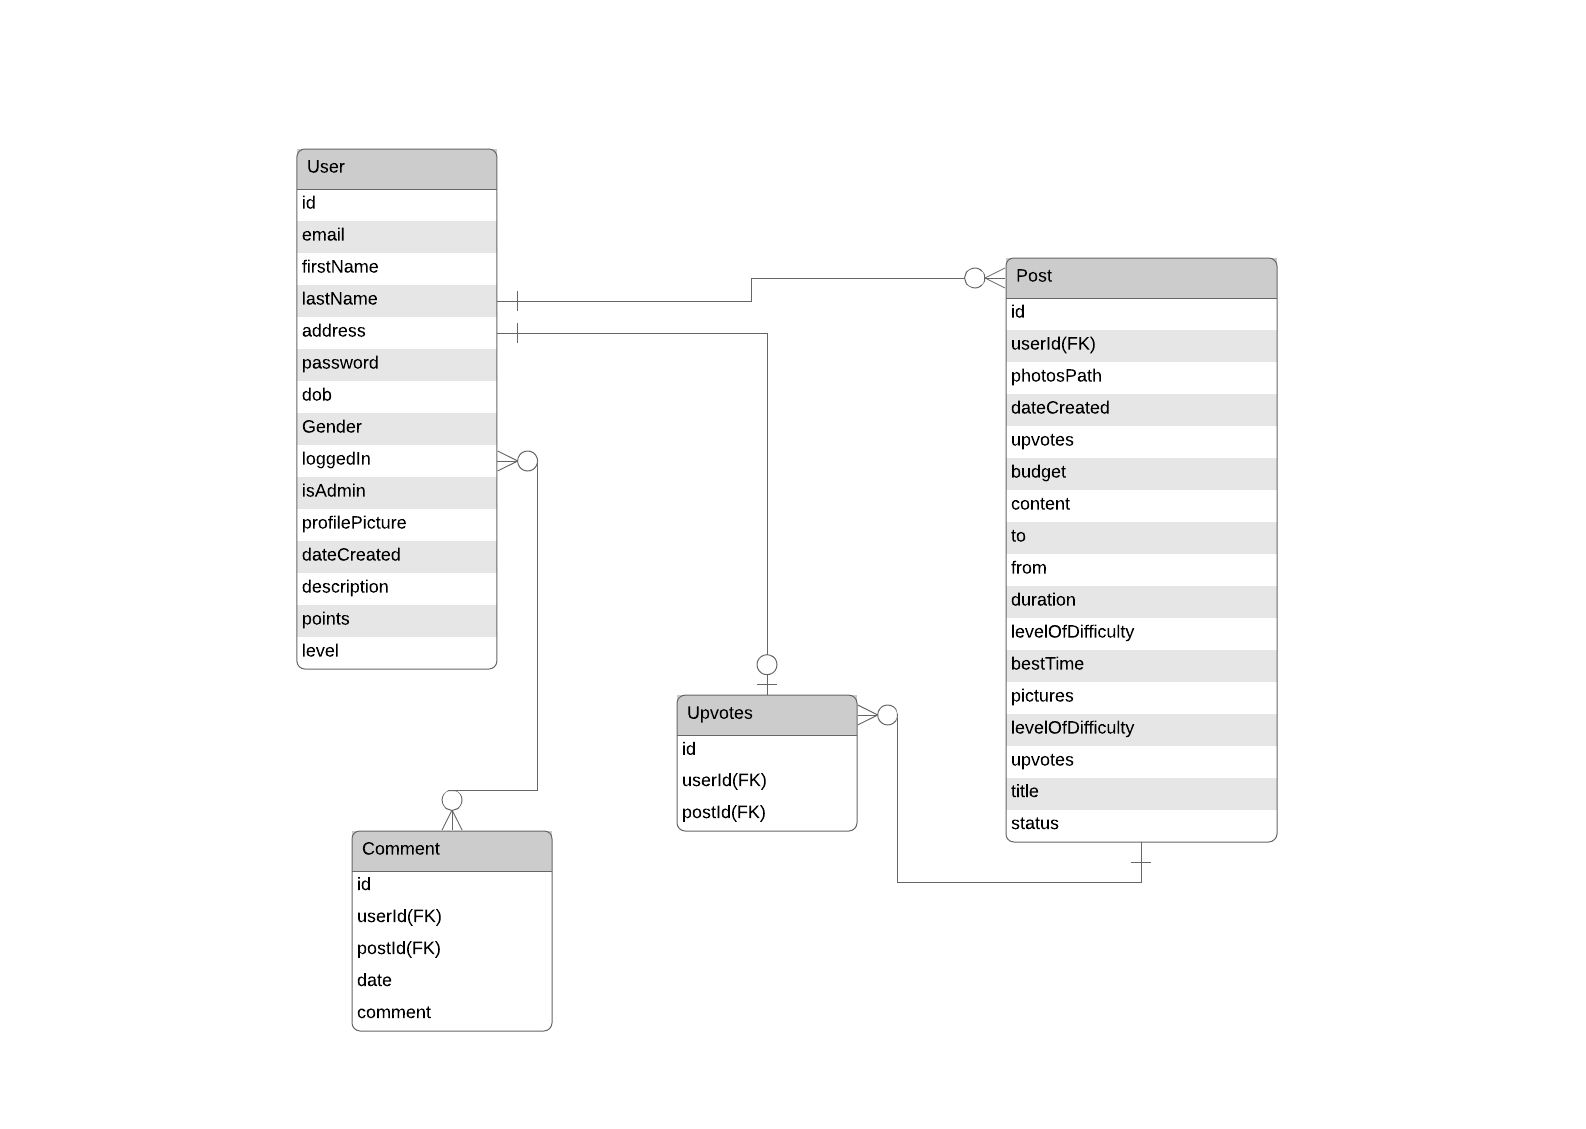 User
id
email
firstName
lastName
address
password
dob
Gender
loggedIn
isAdmin
profilePicture
dateCreated
description
points
level
Post
id
userId(FK)
photosPath
dateCreated
upvotes
budget
content
to
from
duration
levelOfDifficulty
bestTime
pictures
levelOfDifficulty
upvotes
title
status
Upvotes
id
userId(FK)
postId(FK)
Comment
id
userId(FK)
postId(FK)
date
comment